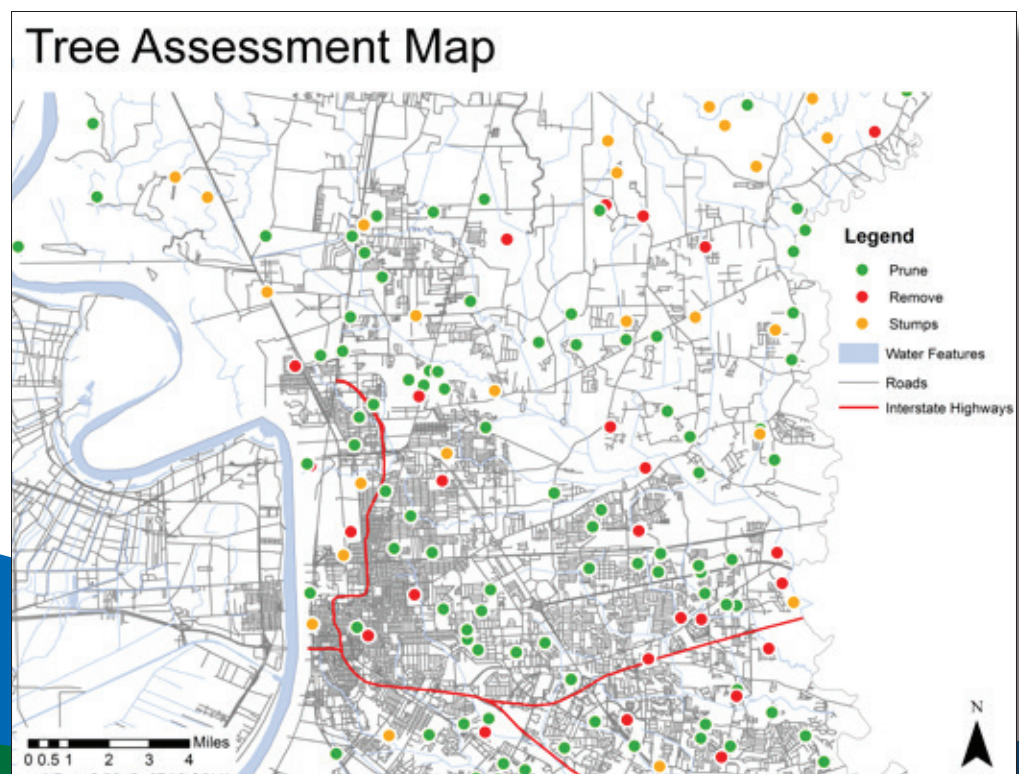 Tree Assessment Map
Legend
Prune
Remove
Stumps
Water Features
Roads
Interstate Highways
N
Miles
0 0.5 1 2 3 4